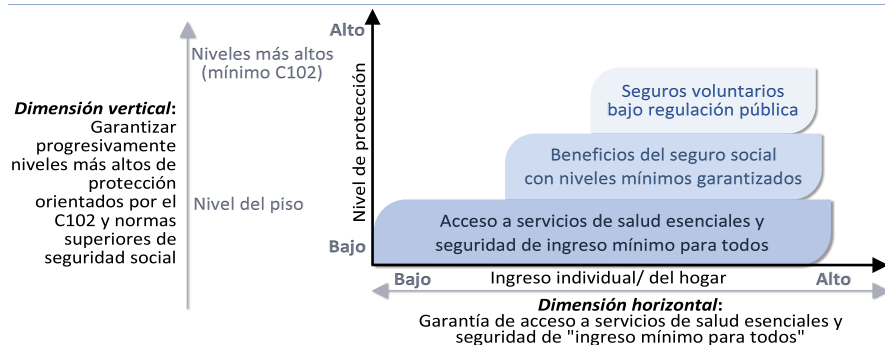 Dimensión vertical:
Garantizar
progresivamente
niveles más altos de
protección
orientados por el
C102 y normas
superiores de
seguridad social
Niveles más altos
(mínimo C102)
Nivel del piso
Alto
Nivel de protección
Bajo
Seguros voluntarios
bajo regulación pública
Beneficios del seguro social
con niveles mínimos garantizados
Acceso a servicios de salud esenciales y
seguridad de ingreso mínimo para todos
Bajo Ingreso individual/ del hogar Alto
Dimensión horizontal:
Garantía de acceso a servicios de salud esenciales y
seguridad de "ingreso mínimo para todos"